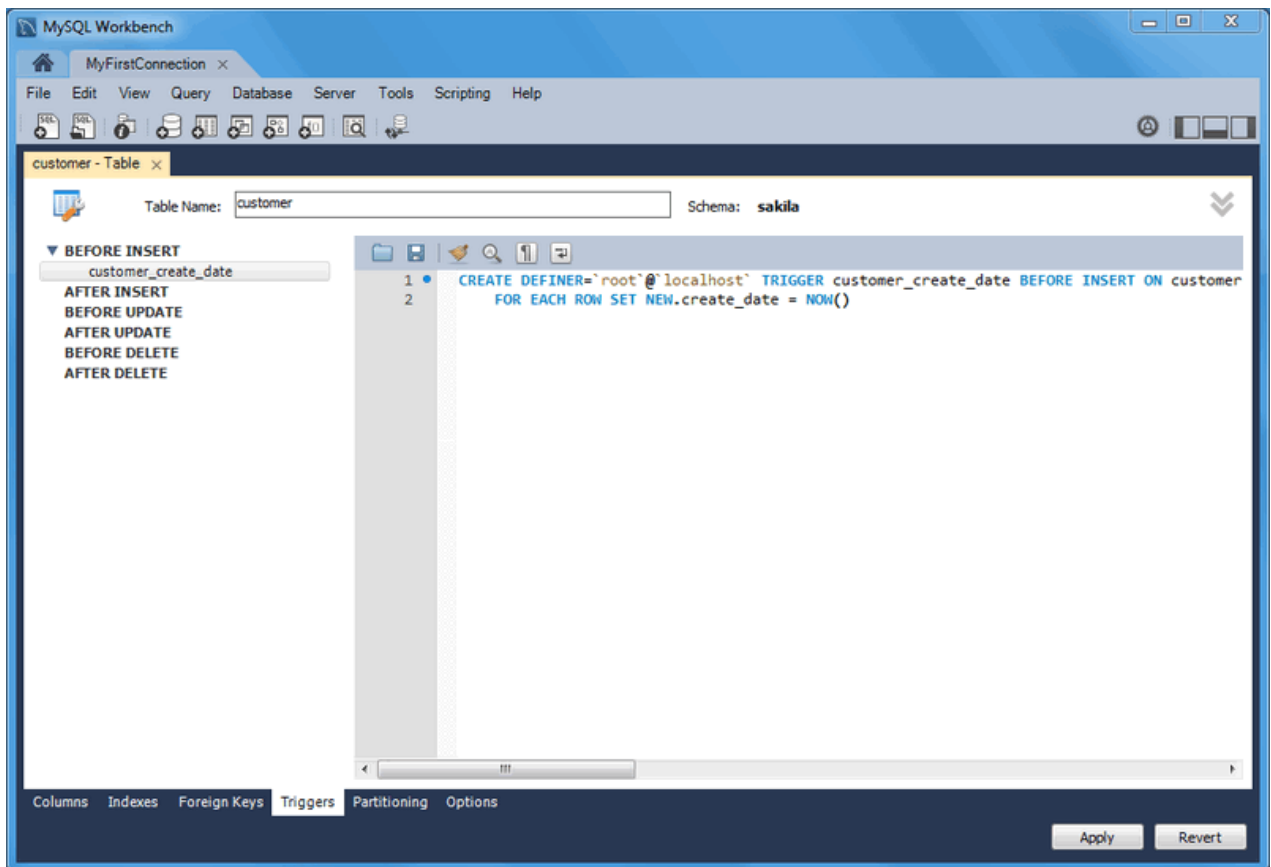 MySQL Workbench
MyFirstConnection ×
File Edit View Query Database Server Tools Scripting Help
customer - Table ×
Table Name: customer Schema: sakila
BEFORE INSERT
customer_create_date
AFTER INSERT
BEFORE UPDATE
AFTER UPDATE
BEFORE DELETE
AFTER DELETE
1 CREATE DEFINER=`root`@`localhost` TRIGGER customer_create_date BEFORE INSERT ON customer
2 FOR EACH ROW SET NEW.create_date = NOW()
Columns Indexes Foreign Keys Triggers Partitioning Options
Apply Revert